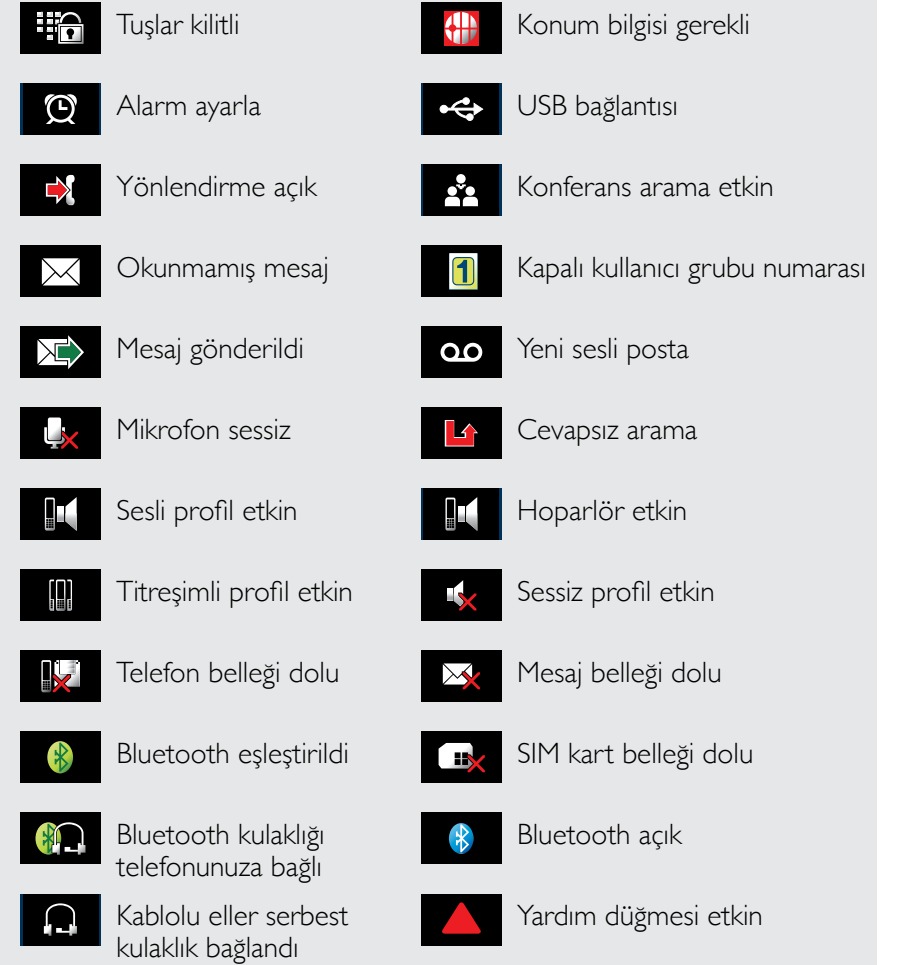 Tuşlar kilitli
Konum bilgisi gerekli
Alarm ayarla
USB bağlantısı
Yönlendirme açık
Konferans arama etkin
Okunmamış mesaj
1
Kapalı kullanıcı grubu numarası
Mesaj gönderildi
Yeni sesli posta
Mikrofon sessiz
Cevapsız arama
Sesli profil etkin
Hoparlör etkin
Titreşimli profil etkin
Sessiz profil etkin
Telefon belleği dolu
Mesaj belleği dolu
Bluetooth eşleştirildi
SIM kart belleği dolu
Bluetooth kulaklığı
telefonunuza bağlı
Bluetooth açık
Kablolu eller serbest
kulaklık bağlandı
Yardım düğmesi etkin